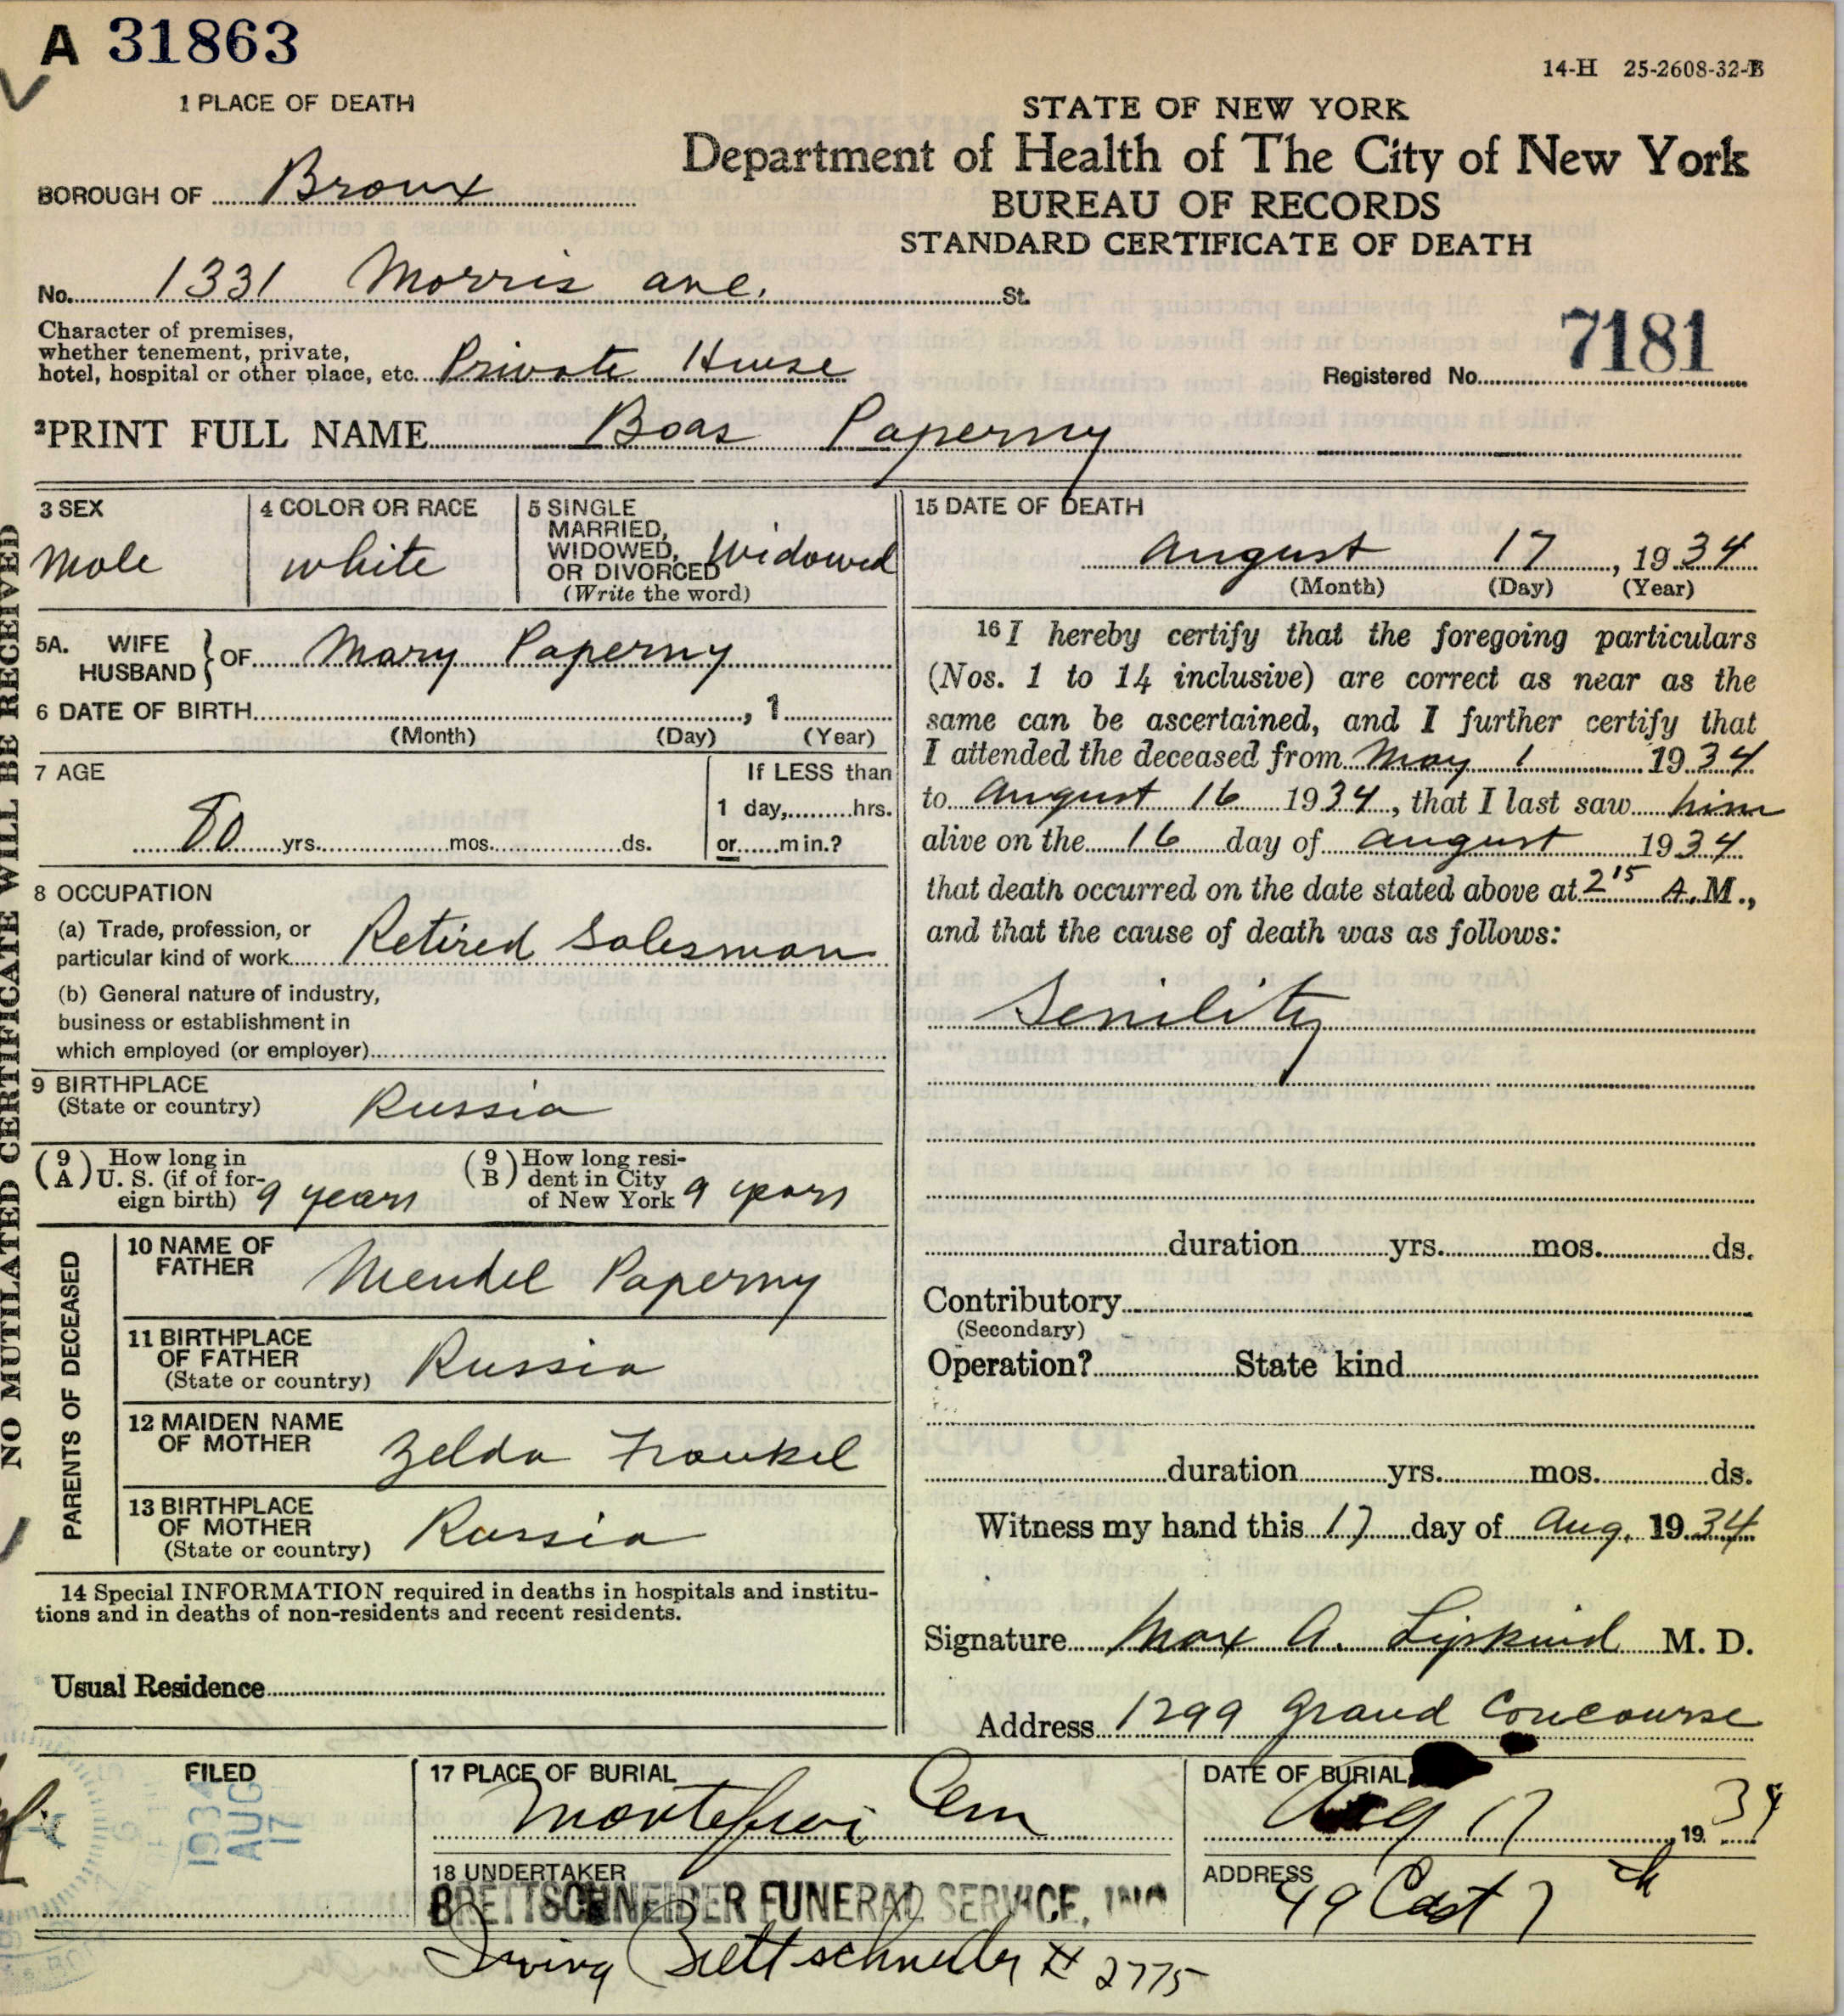 A 31863
14-H 25-2608-32-B
1 PLACE OF DEATH
STATE OF NEW YORK
Department of Health of The City of New York
BUREAU OF RECORDS
STANDARD CERTIFICATE OF DEATH
BOROUGH OF Bronx
No. 1331 Morris ave. St.
Character of premises,
whether tenement, private,
hotel, hospital or other place, etc. Private House
Registered No. 7181
2 PRINT FULL NAME Boas Paperny
3 SEX
Male
4 COLOR OR RACE
White
5 SINGLE
MARRIED,
WIDOWED,
OR DIVORCED
(Write the word)
Widowed
5A. WIFE
HUSBAND } OF Mary Paperny
6 DATE OF BIRTH , 1
(Month) (Day) (Year)
7 AGE
80 yrs. mos. ds.
If LESS than
1 day, hrs.
or min.?
8 OCCUPATION
(a) Trade, profession, or
particular kind of work Retired Salesman
(b) General nature of industry,
business or establishment in
which employed (or employer)
9 BIRTHPLACE
(State or country) Russia
(9 A) How long in
U. S. (if of for-
eign birth) 9 years
(9 B) How long resi-
dent in City
of New York 9 years
PARENTS OF DECEASED
10 NAME OF
FATHER Mendel Paperny
11 BIRTHPLACE
OF FATHER
(State or country) Russia
12 MAIDEN NAME
OF MOTHER Zelda Frankel
13 BIRTHPLACE
OF MOTHER
(State or country) Russia
14 Special INFORMATION required in deaths in hospitals and institu-
tions and in deaths of non-residents and recent residents.
Usual Residence
15 DATE OF DEATH
August 17, 1934
(Month) (Day) (Year)
16 I hereby certify that the foregoing particulars
(Nos. 1 to 14 inclusive) are correct as near as the
same can be ascertained, and I further certify that
I attended the deceased from May 1 1934
to August 16 1934, that I last saw him
alive on the 16 day of August 1934
that death occurred on the date stated above at 2 15 A.M.,
and that the cause of death was as follows:
Senility
duration yrs. mos. ds.
Contributory
(Secondary)
Operation? State kind
duration yrs. mos. ds.
Witness my hand this 17 day of Aug. 1934
Signature Max A. Lipkind M. D.
Address 1299 Grand Concourse
FILED
1934
AUG
17
17 PLACE OF BURIAL
Montefiori Cem
DATE OF BURIAL
Aug 17 1934
18 UNDERTAKER
BRETTSCHNEIDER FUNERAL SERVICE, INC
ADDRESS
49 East 7th
Irving Brettschneider # 2775
NO MUTILATED CERTIFICATE WILL BE RECEIVED